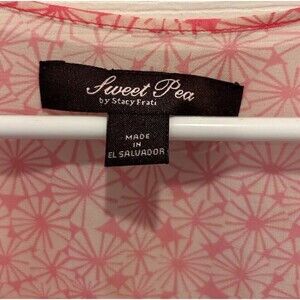 Sweet Pea
by Stacy Frati
MADE
IN
EL SALVADOR